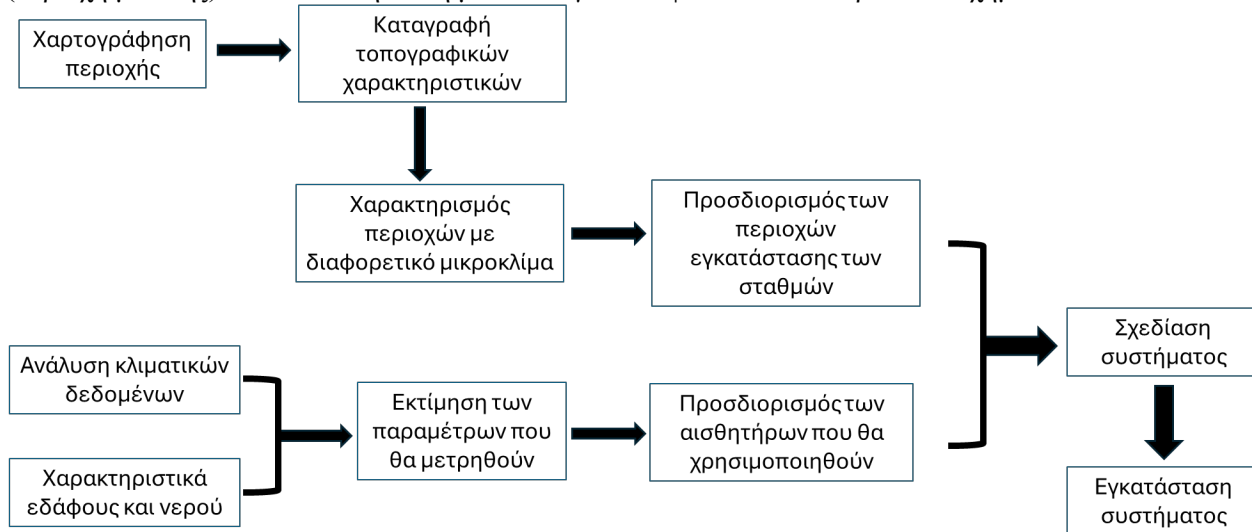 Χαρτογράφηση
περιοχής
Καταγραφή
τοπογραφικών
χαρακτηριστικών
Χαρακτηρισμός
περιοχών με
διαφορετικό μικροκλίμα
Προσδιορισμός των
περιοχών
εγκατάστασης των
σταθμών
Ανάλυση κλιματικών
δεδομένων
Χαρακτηριστικά
εδάφους και νερού
Εκτίμηση των
παραμέτρων που
θα μετρηθούν
Προσδιορισμός των
αισθητήρων που θα
χρησιμοποιηθούν
Σχεδίαση
συστήματος
Εγκατάσταση
συστήματος